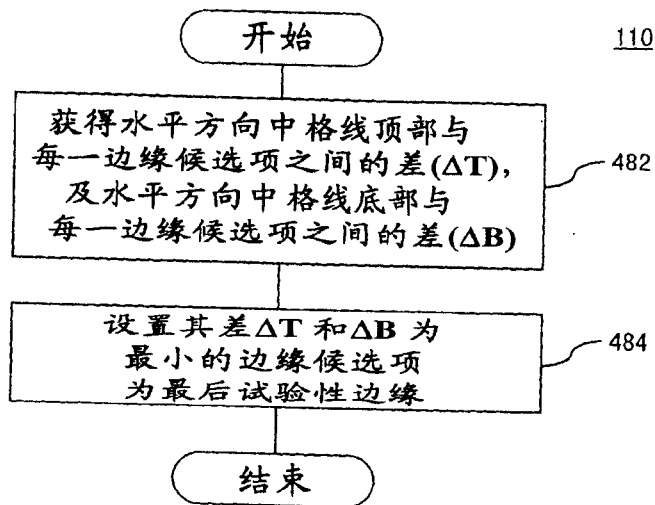 开始
110
获得水平方向中格线顶部与
每一边缘候选项之间的差(ΔT),
及水平方向中格线底部与
每一边缘候选项之间的差(ΔB)
482
设置其差ΔT 和ΔB 为
最小的边缘候选项
为最后试验性边缘
484
结束